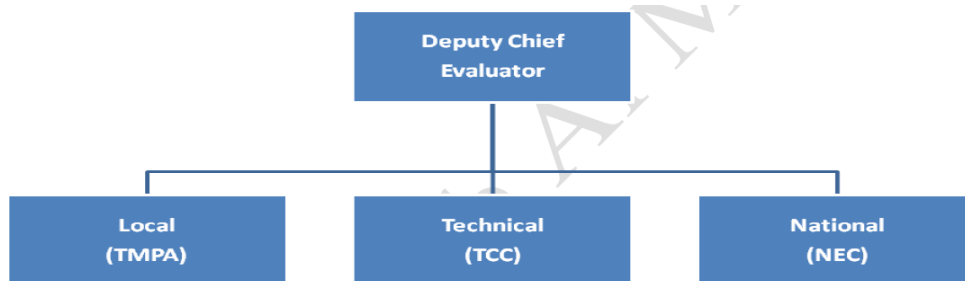 Deputy Chief
Evaluator
Local
(TMPA)
Technical
(TCC)
National
(NEC)